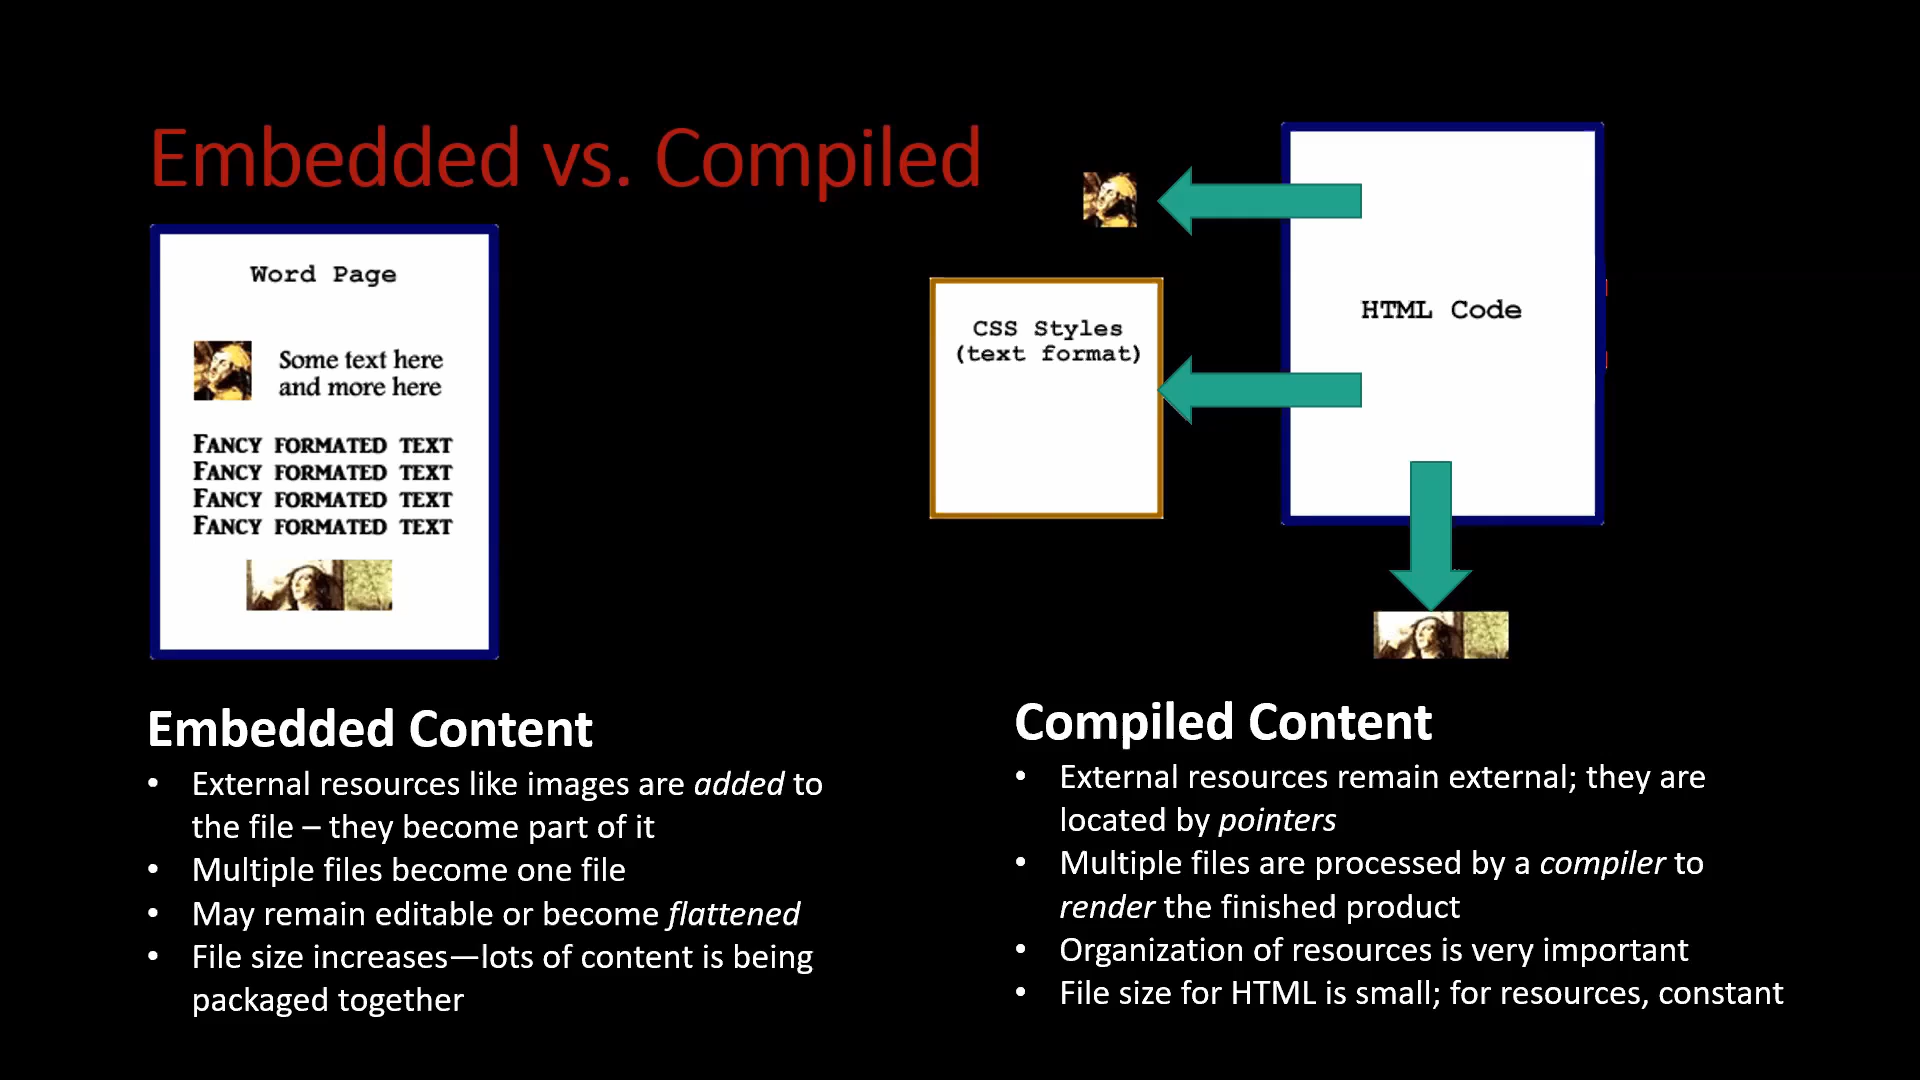 Embedded vs. Compiled
Word Page
Some text here
and more here
FANCY FORMATED TEXT
FANCY FORMATED TEXT
FANCY FORMATED TEXT
FANCY FORMATED TEXT
CSS Styles
(text format)
HTML Code
Embedded Content
• External resources like images are added to
the file – they become part of it
• Multiple files become one file
• May remain editable or become flattened
• File size increases—lots of content is being
packaged together
Compiled Content
• External resources remain external; they are
located by pointers
• Multiple files are processed by a compiler to
render the finished product
• Organization of resources is very important
• File size for HTML is small; for resources, constant